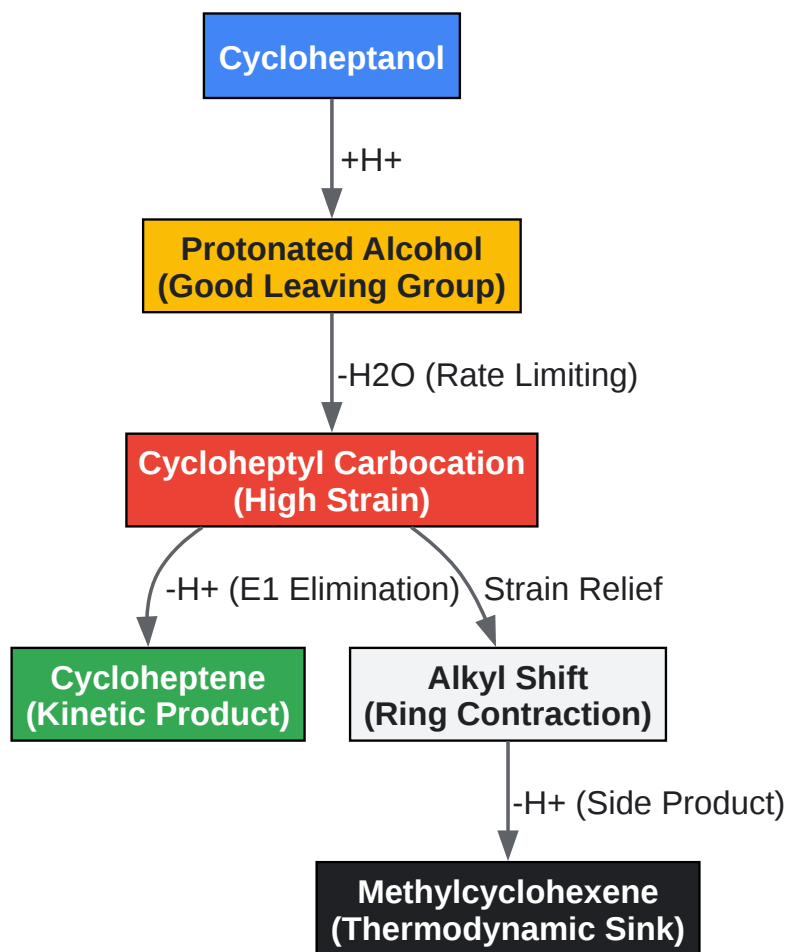 Cycloheptanol
+H+
Protonated Alcohol
(Good Leaving Group)
-H2O (Rate Limiting)
Cycloheptyl Carbocation
(High Strain)
-H+ (E1 Elimination)
Strain Relief
Cycloheptene
(Kinetic Product)
Alkyl Shift
(Ring Contraction)
-H+ (Side Product)
Methylcyclohexene
(Thermodynamic Sink)